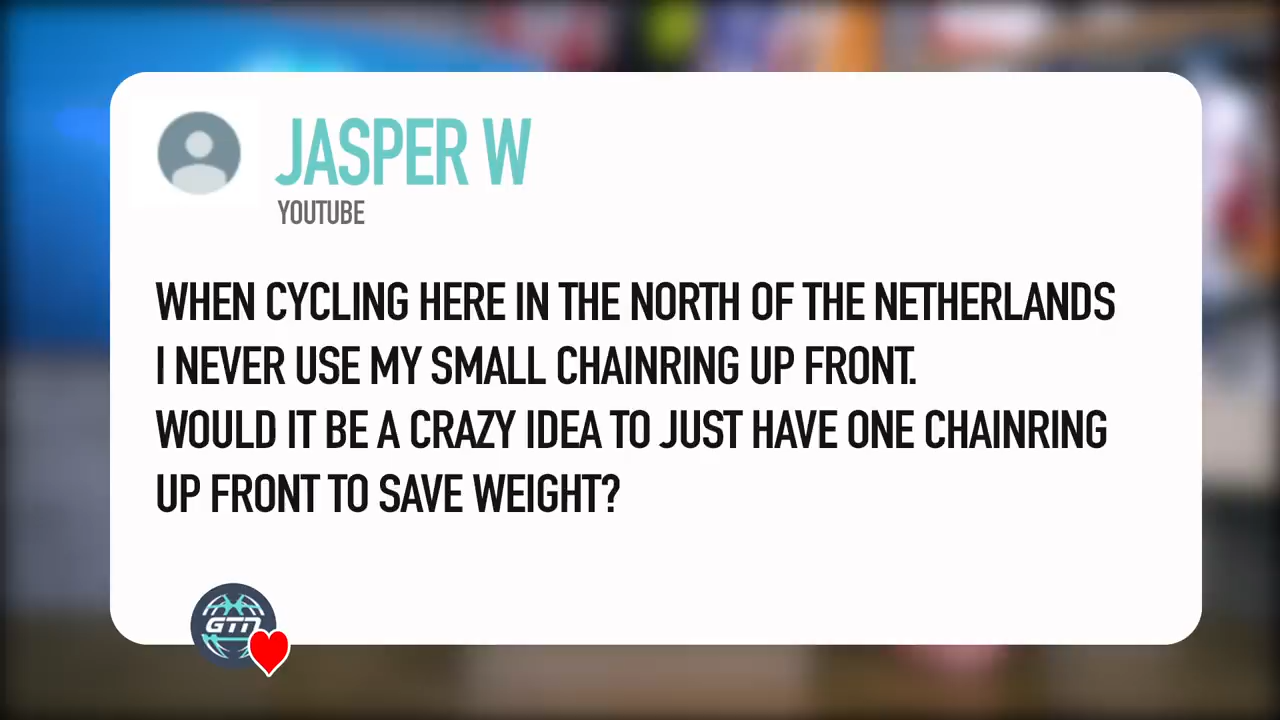 JASPER W
YOUTUBE
WHEN CYCLING HERE IN THE NORTH OF THE NETHERLANDS
I NEVER USE MY SMALL CHAINRING UP FRONT.
WOULD IT BE A CRAZY IDEA TO JUST HAVE ONE CHAINRING
UP FRONT TO SAVE WEIGHT?
GTN